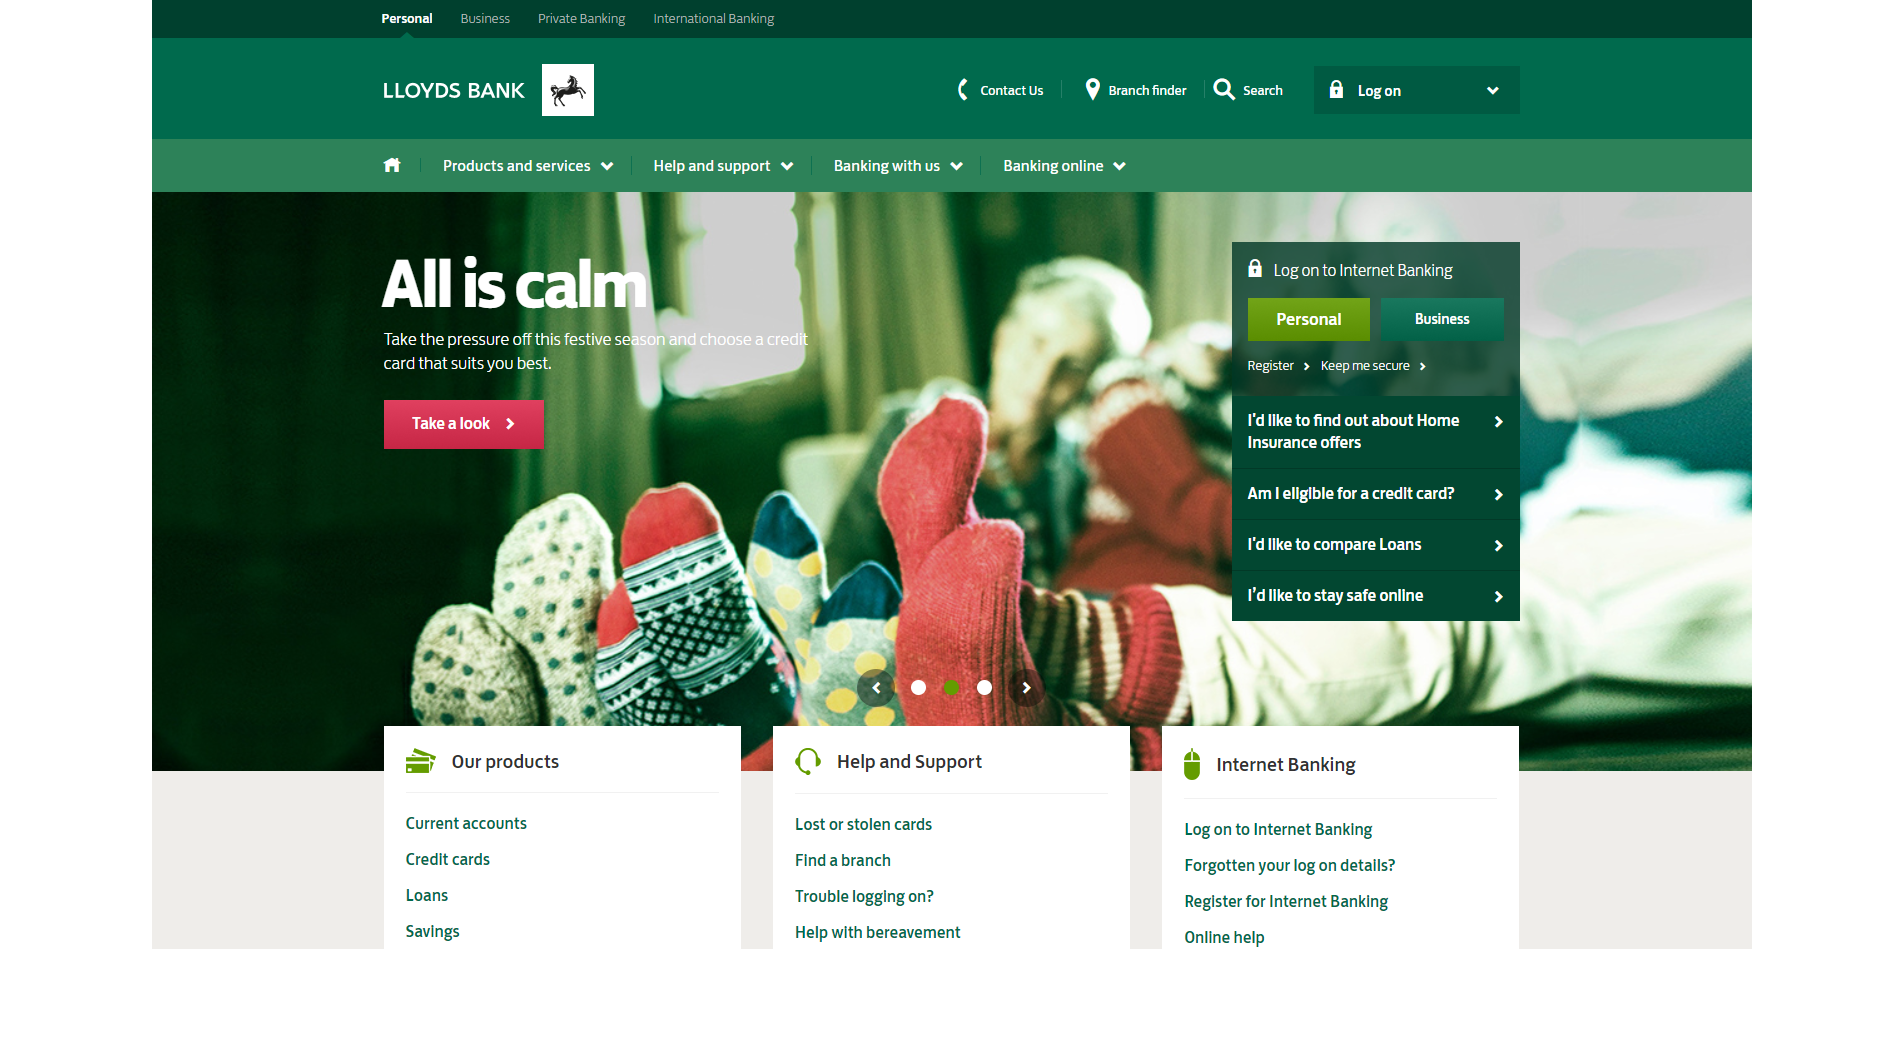 Personal Business Private Banking International Banking
LLOYDS BANK
Contact Us Branch finder Search Log on
Products and services Help and support Banking with us Banking online
All is calm
Take the pressure off this festive season and choose a credit
card that suits you best.
Take a look
Log on to Internet Banking
Personal Business
Register Keep me secure
I'd like to find out about Home
Insurance offers
Am I eligible for a credit card?
I'd like to compare Loans
I’d like to stay safe online
Our products
Current accounts
Credit cards
Loans
Savings
Help and Support
Lost or stolen cards
Find a branch
Trouble logging on?
Help with bereavement
Internet Banking
Log on to Internet Banking
Forgotten your log on details?
Register for Internet Banking
Online help